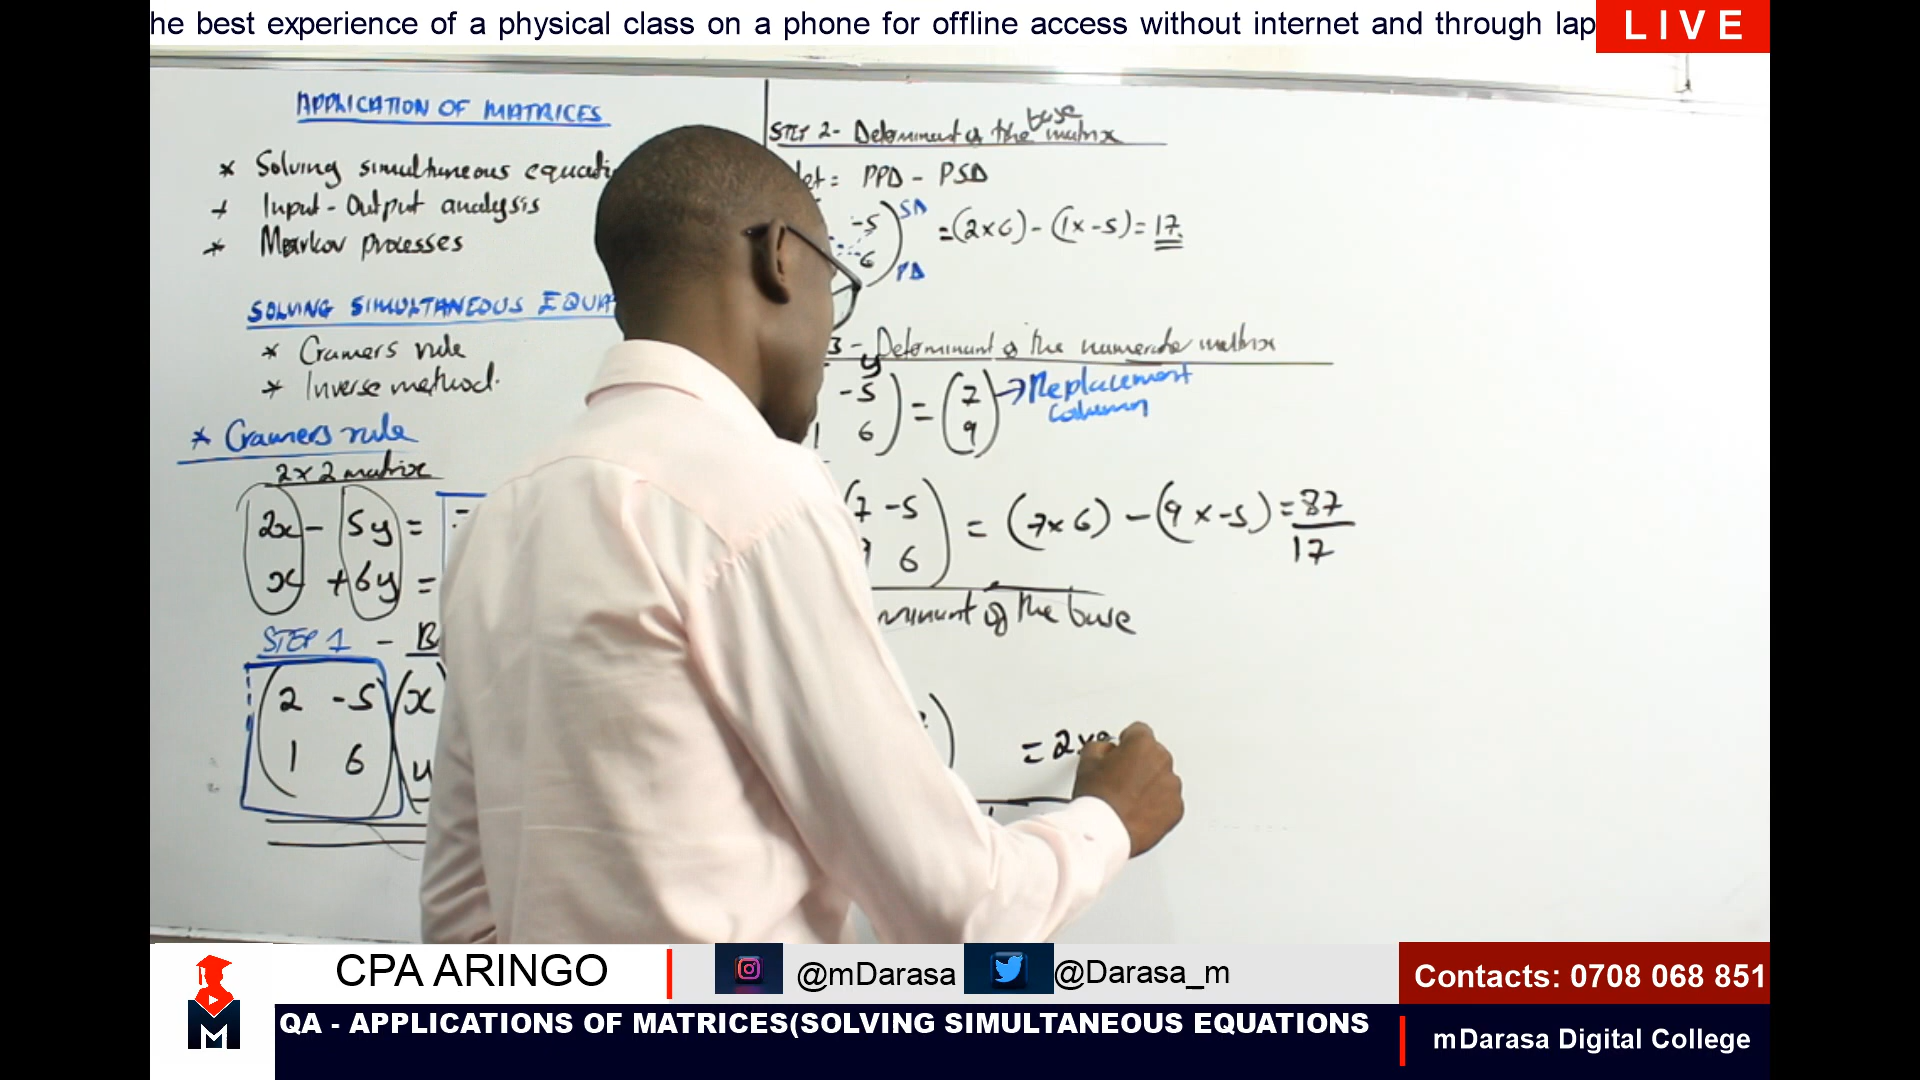 he best experience of a physical class on a phone for offline access without internet and through lap
LIVE
APPLICATION OF MATRICES
* Solving simultaneous equati
+ Input - Output analysis
* Markov processes
SOLVING SIMULTANEOUS EQUA
* Cramers rule
* Inverse method.
* Cramers rule
2x2 matrix
2x - 5y =
x + 6y =
STEP 1 - B
2 -5 (x
1 6 y
STEP 2 - Determinant of the base matrix
et = PPD - PSD
-5 SD
6 PD
= (2x6) - (1x-5) = 17
3 - Determinant of the numerator matrix
y
-5) = (7) → Replacement column
1 6 9
(7 -5) = (7x6) - (9x-5) = 87
6 17
minant of the base
= 2x9
CPA ARINGO
@mDarasa
@Darasa_m
Contacts: 0708 068 851
M
QA - APPLICATIONS OF MATRICES(SOLVING SIMULTANEOUS EQUATIONS
mDarasa Digital College